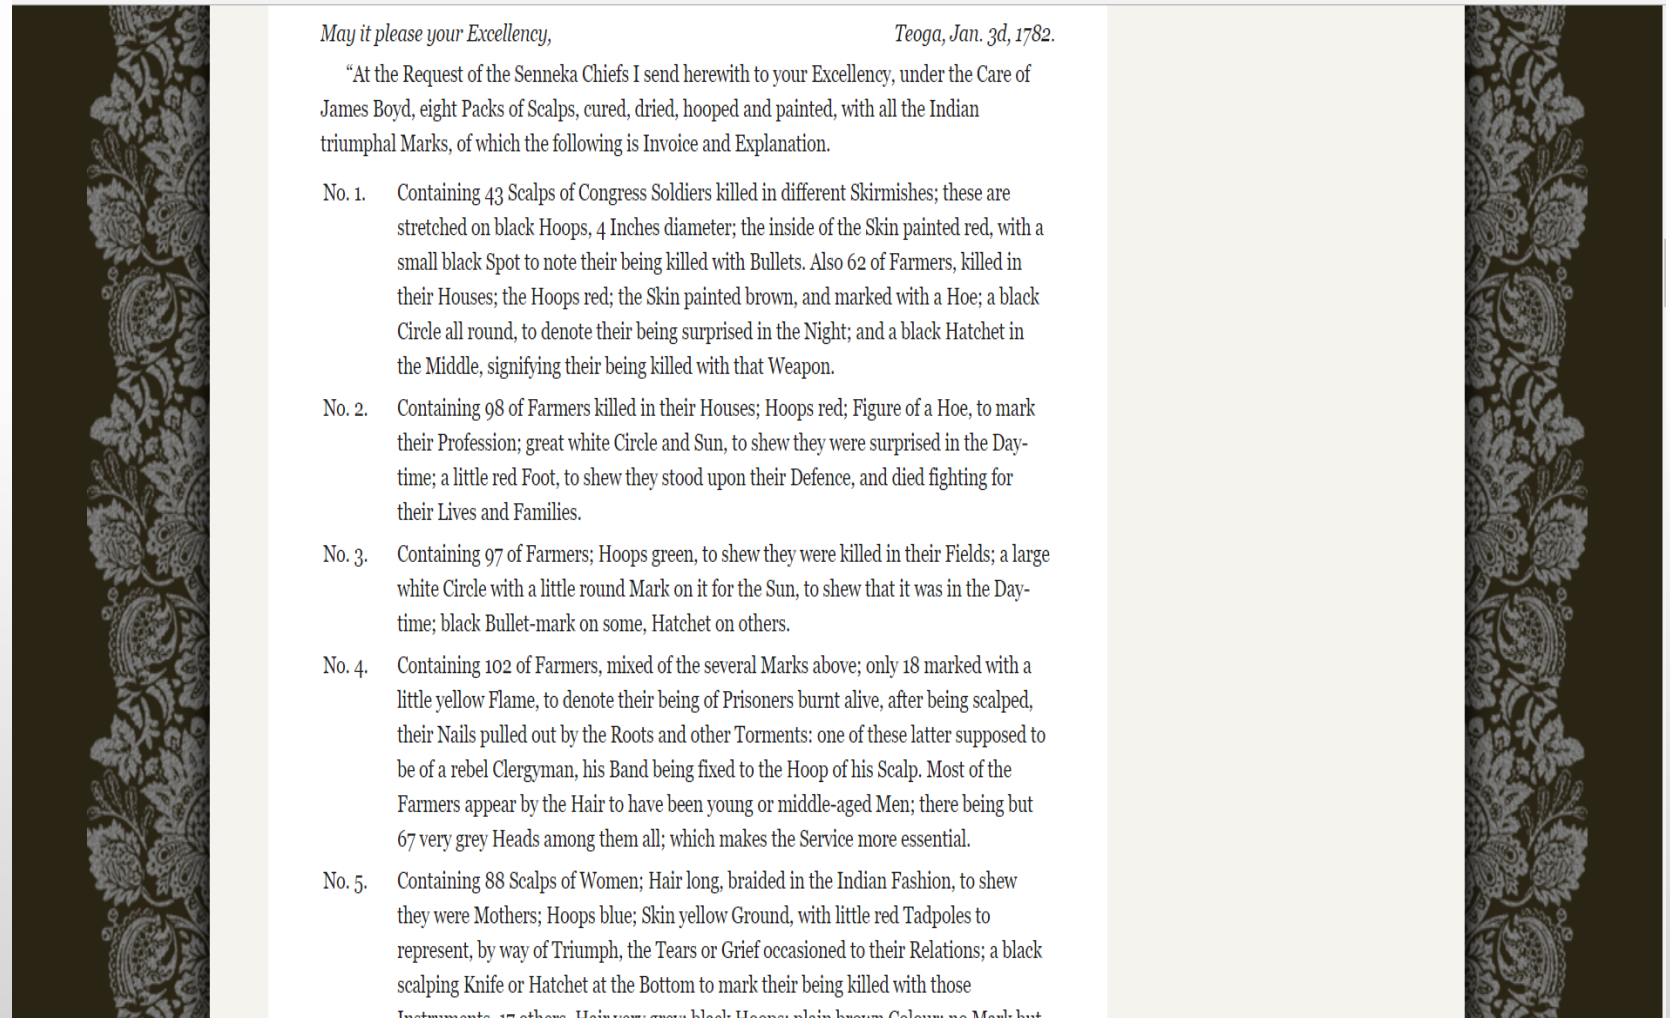 May it please your Excellency, Teoga, Jan. 3d, 1782.
“At the Request of the Senneka Chiefs I send herewith to your Excellency, under the Care of
James Boyd, eight Packs of Scalps, cured, dried, hooped and painted, with all the Indian
triumphal Marks, of which the following is Invoice and Explanation.
No. 1. Containing 43 Scalps of Congress Soldiers killed in different Skirmishes; these are
stretched on black Hoops, 4 Inches diameter; the inside of the Skin painted red, with a
small black Spot to note their being killed with Bullets. Also 62 of Farmers, killed in
their Houses; the Hoops red; the Skin painted brown, and marked with a Hoe; a black
Circle all round, to denote their being surprised in the Night; and a black Hatchet in
the Middle, signifying their being killed with that Weapon.
No. 2. Containing 98 of Farmers killed in their Houses; Hoops red; Figure of a Hoe, to mark
their Profession; great white Circle and Sun, to shew they were surprised in the Day-
time; a little red Foot, to shew they stood upon their Defence, and died fighting for
their Lives and Families.
No. 3. Containing 97 of Farmers; Hoops green, to shew they were killed in their Fields; a large
white Circle with a little round Mark on it for the Sun, to shew that it was in the Day-
time; black Bullet-mark on some, Hatchet on others.
No. 4. Containing 102 of Farmers, mixed of the several Marks above; only 18 marked with a
little yellow Flame, to denote their being of Prisoners burnt alive, after being scalped,
their Nails pulled out by the Roots and other Torments: one of these latter supposed to
be of a rebel Clergyman, his Band being fixed to the Hoop of his Scalp. Most of the
Farmers appear by the Hair to have been young or middle-aged Men; there being but
67 very grey Heads among them all; which makes the Service more essential.
No. 5. Containing 88 Scalps of Women; Hair long, braided in the Indian Fashion, to shew
they were Mothers; Hoops blue; Skin yellow Ground, with little red Tadpoles to
represent, by way of Triumph, the Tears or Grief occasioned to their Relations; a black
scalping Knife or Hatchet at the Bottom to mark their being killed with those
Instruments. 17 others, Hair very grey; black Hoops; plain brown Colour; no Mark but